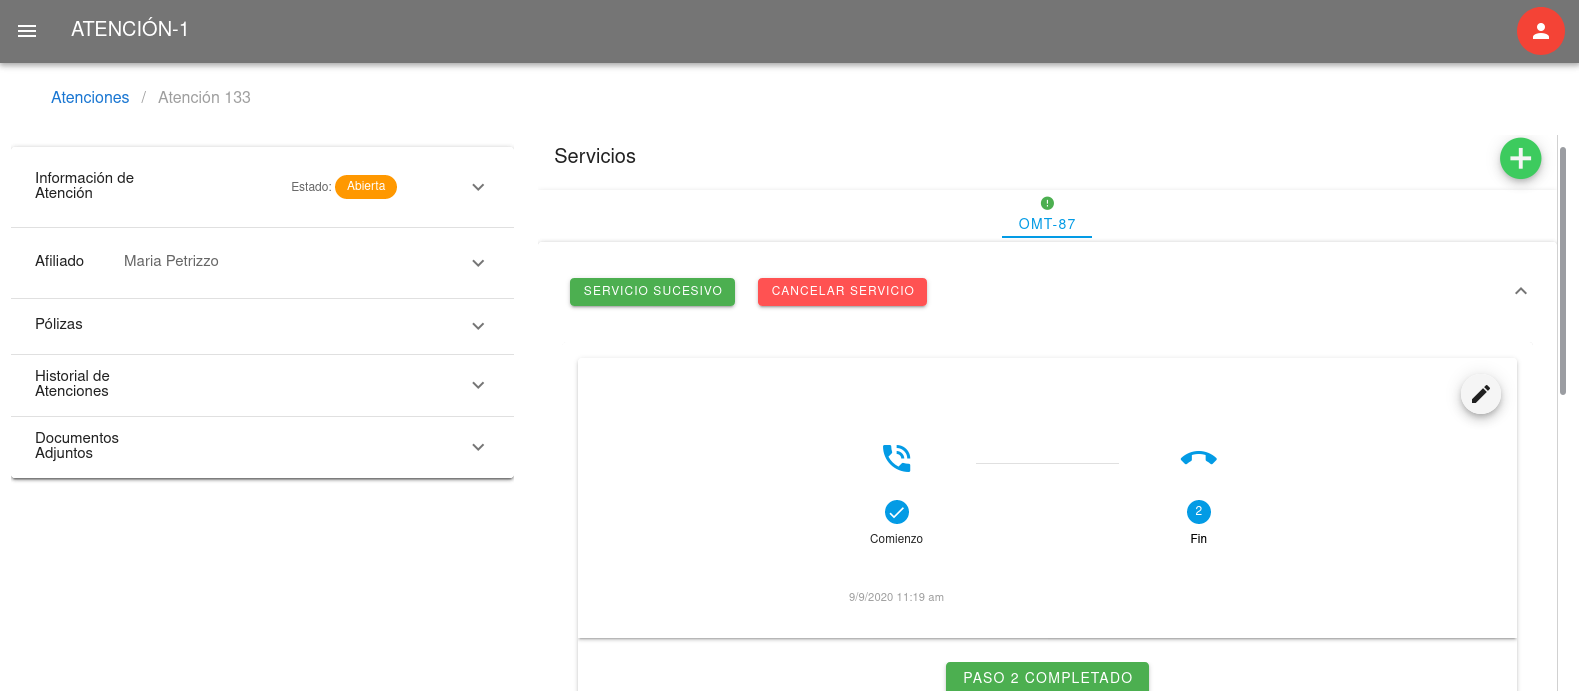 ATENCIÓN-1
Atenciones / Atención 133
Información de
Atención
Estado: Abierta
Afiliado Maria Petrizzo
Pólizas
Historial de
Atenciones
Documentos
Adjuntos
Servicios
OMT-87
SERVICIO SUCESIVO CANCELAR SERVICIO
2
Comienzo Fin
9/9/2020 11:19 am
PASO 2 COMPLETADO